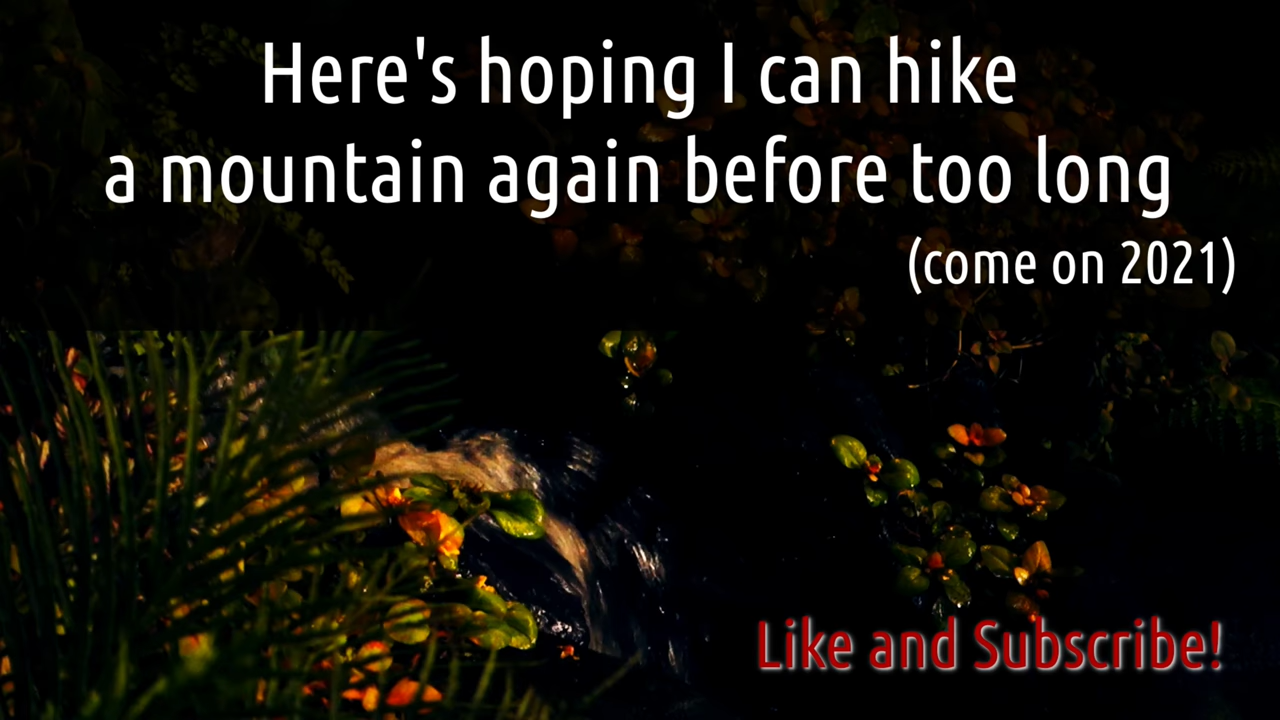 Here's hoping I can hike
a mountain again before too long
(come on 2021)
Like and Subscribe!